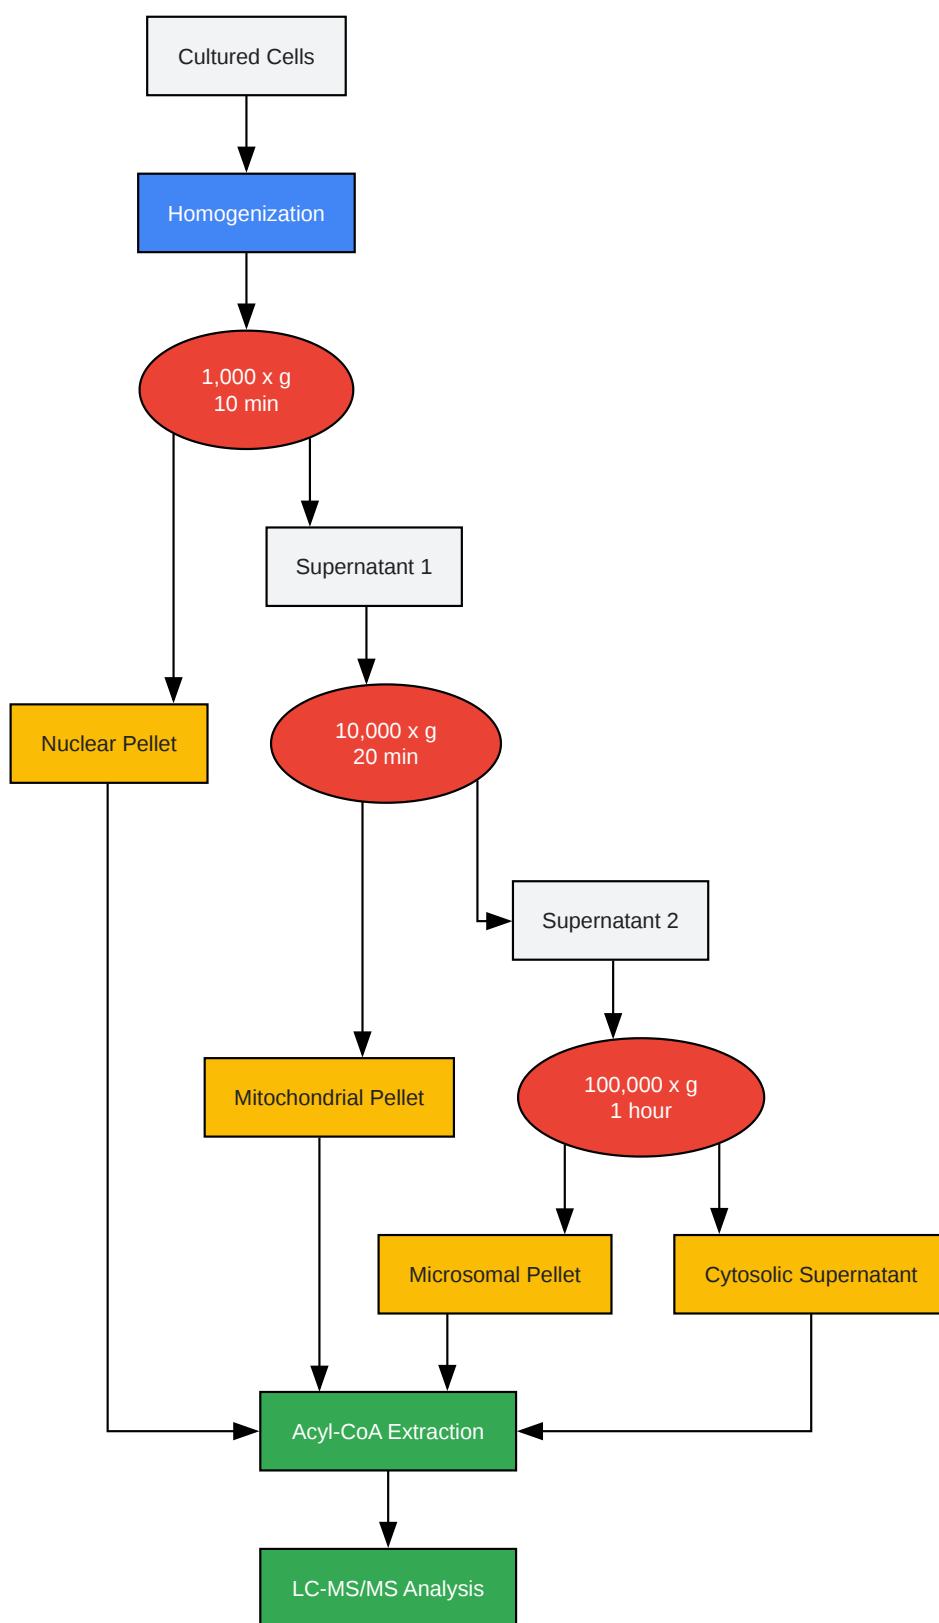 Cultured Cells
Homogenization
1,000 x g
10 min
Supernatant 1
Nuclear Pellet
10,000 x g
20 min
Supernatant 2
Mitochondrial Pellet
100,000 x g
1 hour
Microsomal Pellet
Cytosolic Supernatant
Acyl-CoA Extraction
LC-MS/MS Analysis